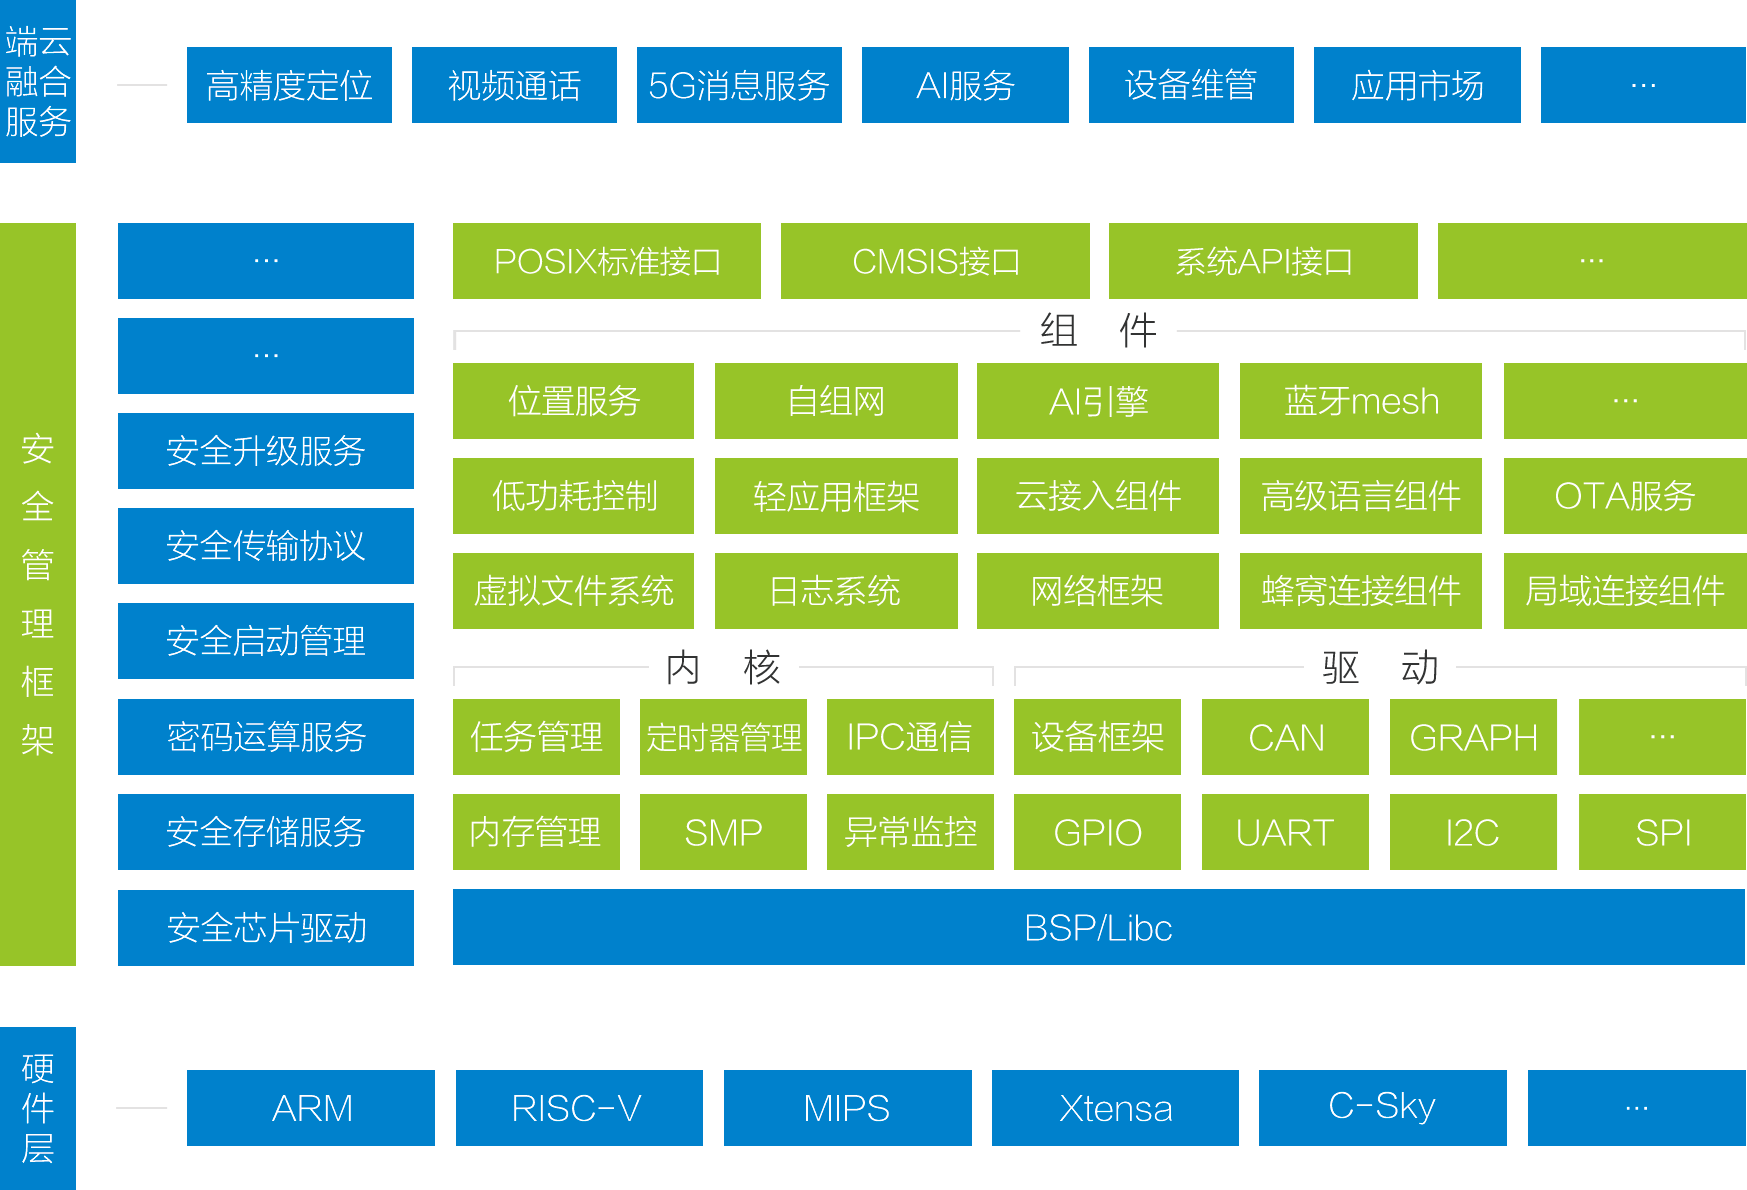 端云
融合
服务
高精度定位
视频通话
5G消息服务
AI服务
设备维管
应用市场
...
安
全
管
理
框
架
...
...
安全升级服务
安全传输协议
安全启动管理
密码运算服务
安全存储服务
安全芯片驱动
POSIX标准接口
CMSIS接口
系统API接口
...
组 件
位置服务
自组网
AI引擎
蓝牙mesh
...
低功耗控制
轻应用框架
云接入组件
高级语言组件
OTA服务
虚拟文件系统
日志系统
网络框架
蜂窝连接组件
局域连接组件
内 核
任务管理
定时器管理
IPC通信
内存管理
SMP
异常监控
驱 动
设备框架
CAN
GRAPH
...
GPIO
UART
I2C
SPI
BSP/Libc
硬
件
层
ARM
RISC-V
MIPS
Xtensa
C-Sky
...